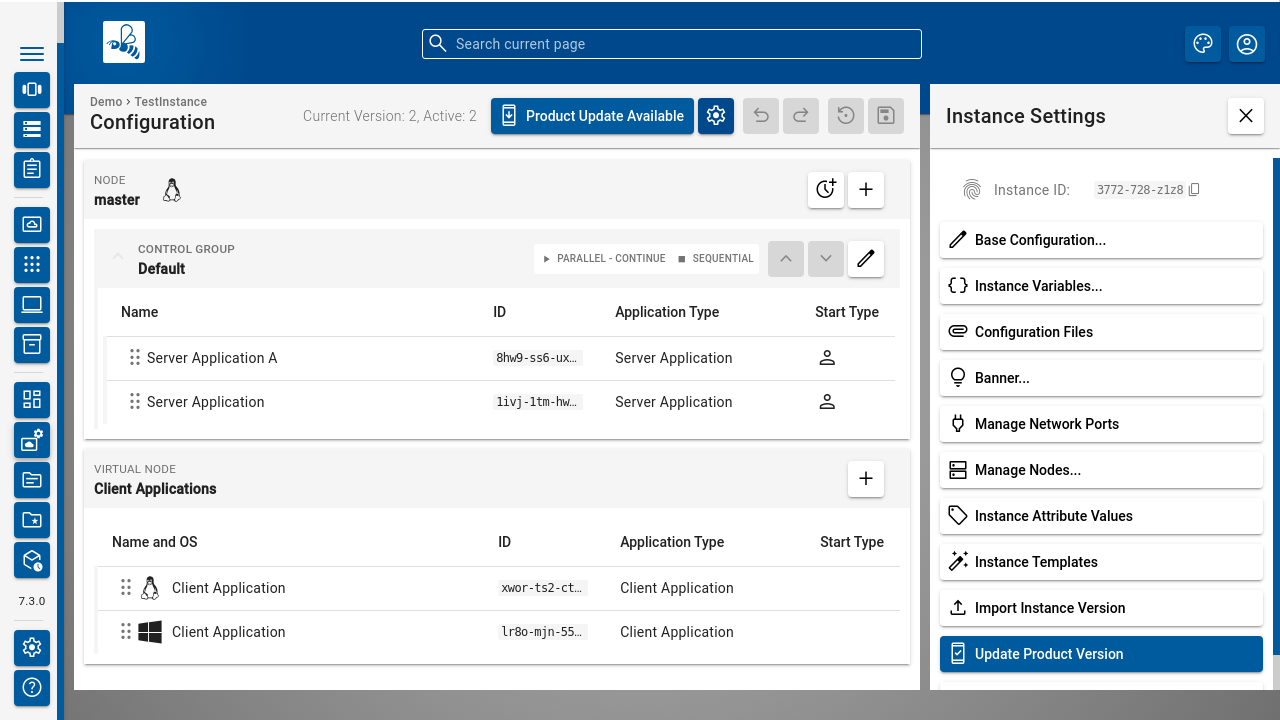 Search current page
Demo › TestInstance
Configuration
Current Version: 2, Active: 2
Product Update Available
Instance Settings
NODE
master
Instance ID: 3772-728-z1z8
CONTROL GROUP
Default
PARALLEL - CONTINUE
SEQUENTIAL
Name ID Application Type Start Type
Server Application A 8hw9-ss6-ux… Server Application
Server Application 1ivj-1tm-hw… Server Application
VIRTUAL NODE
Client Applications
Name and OS ID Application Type Start Type
Client Application xwor-ts2-ct… Client Application
Client Application lr8o-mjn-55… Client Application
Base Configuration...
Instance Variables...
Configuration Files
Banner...
Manage Network Ports
Manage Nodes...
Instance Attribute Values
Instance Templates
Import Instance Version
Update Product Version
7.3.0